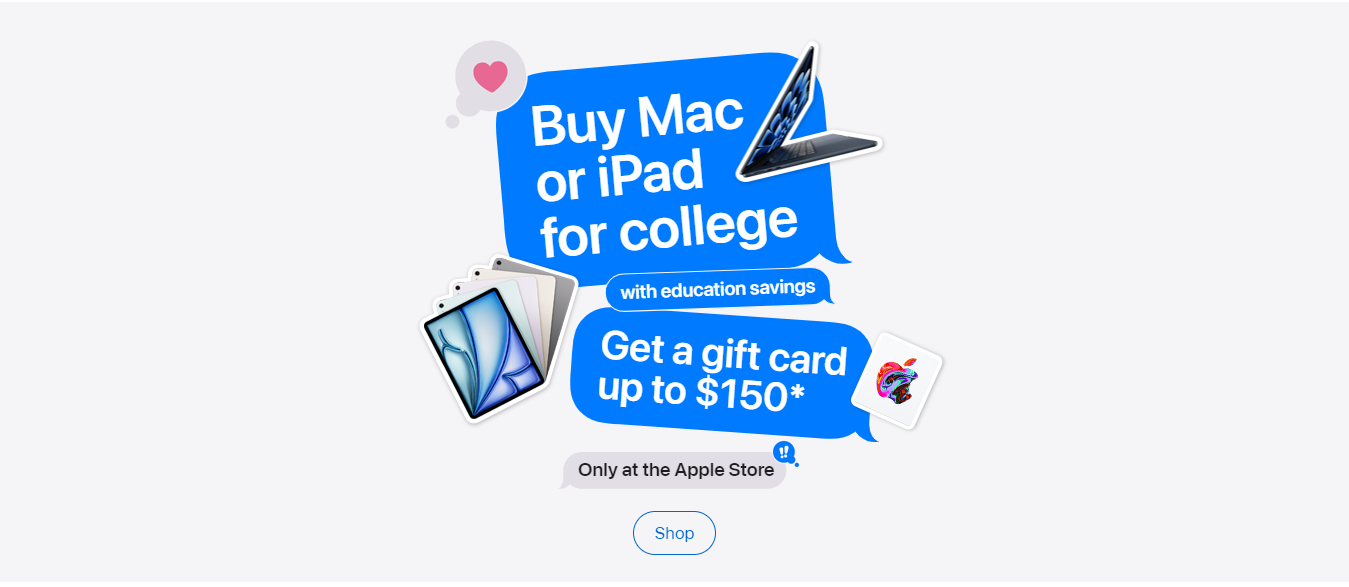 Buy Mac
or iPad
for college
with education savings
Get a gift card
up to $150*
Only at the Apple Store
!!
Shop